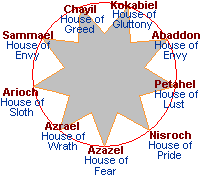 Chayil
House of
Greed
Kokabiel
House of
Gluttony
Sammael
House of
Envy
Abaddon
House of
Envy
Arioch
House of
Sloth
Petahel
House of
Lust
Azrael
House of
Wrath
Nisroch
House of
Pride
Azazel
House of
Fear